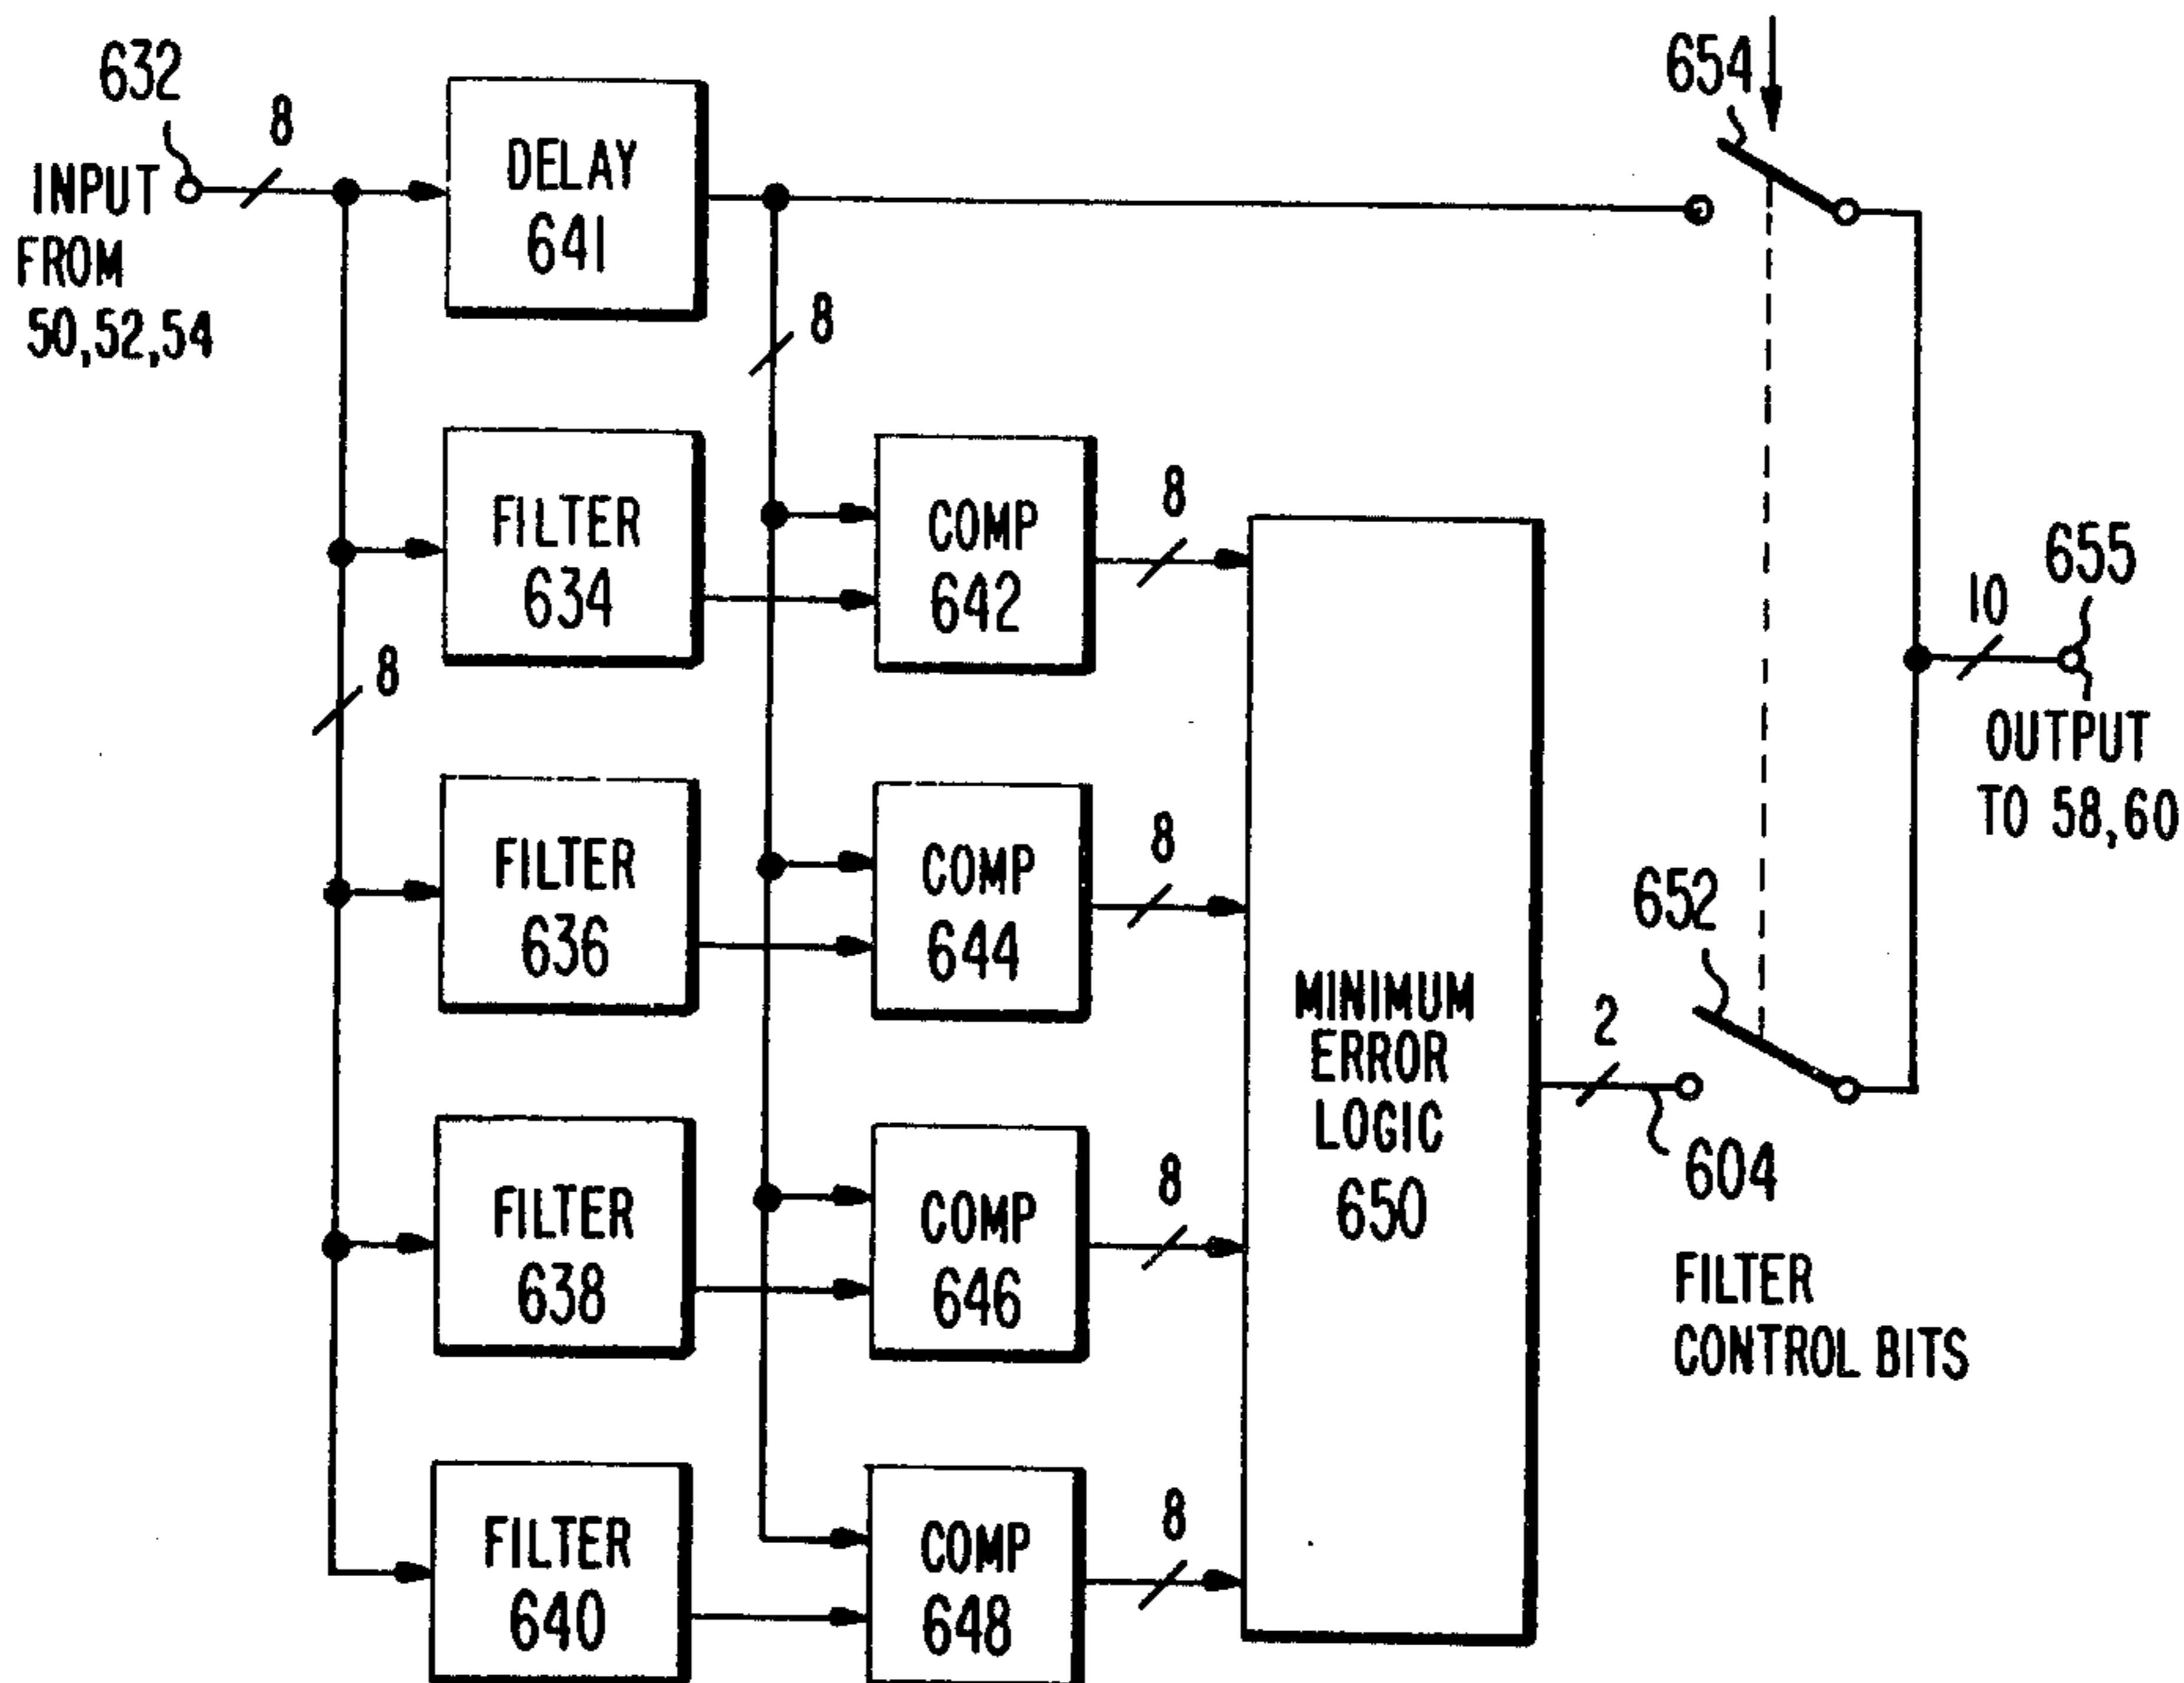 632
8
INPUT
FROM
50,52,54
DELAY
641
654
8
FILTER
634
COMP
642
8
10
655
OUTPUT
TO 58,60
8
FILTER
636
COMP
644
8
MINIMUM
ERROR
LOGIC
650
652
2
604
FILTER
CONTROL BITS
FILTER
638
COMP
646
8
FILTER
640
COMP
648
8